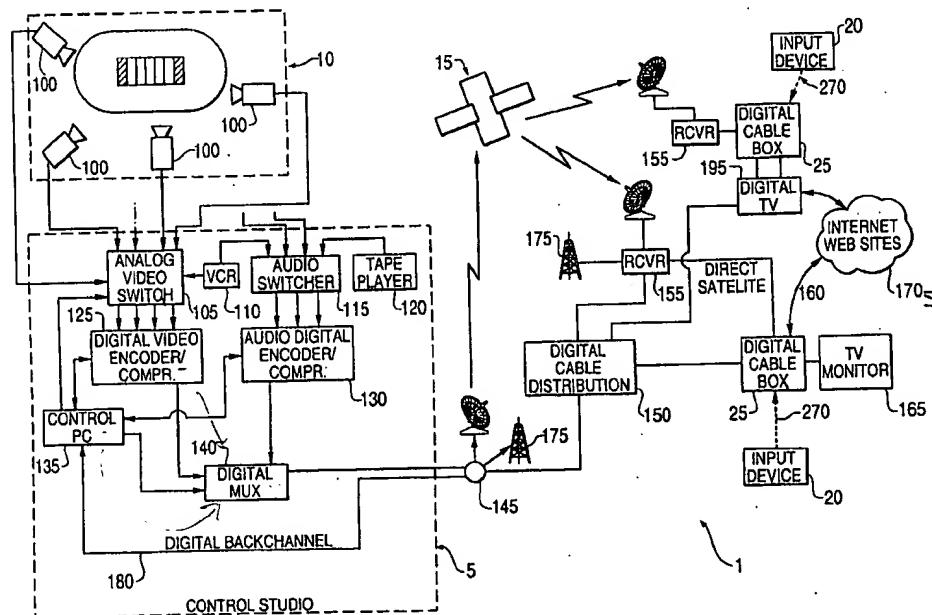 20
INPUT
DEVICE
270
100
10
15
100
100
100
RCVR
155
DIGITAL
CABLE
BOX
25
195
DIGITAL
TV
INTERNET
WEB SITES
170
175
RCVR
155
DIRECT
SATELITE
160
ANALOG
VIDEO
SWITCH
105
VCR
110
AUDIO
SWITCHER
115
TAPE
PLAYER
120
125
DIGITAL VIDEO
ENCODER/
COMPR.
AUDIO DIGITAL
ENCODER/
COMPR.
130
DIGITAL
CABLE
DISTRIBUTION
150
DIGITAL
CABLE
BOX
25
TV
MONITOR
165
270
INPUT
DEVICE
20
CONTROL
PC
135
140
DIGITAL
MUX
175
145
DIGITAL BACKCHANNEL
180
5
1
CONTROL STUDIO